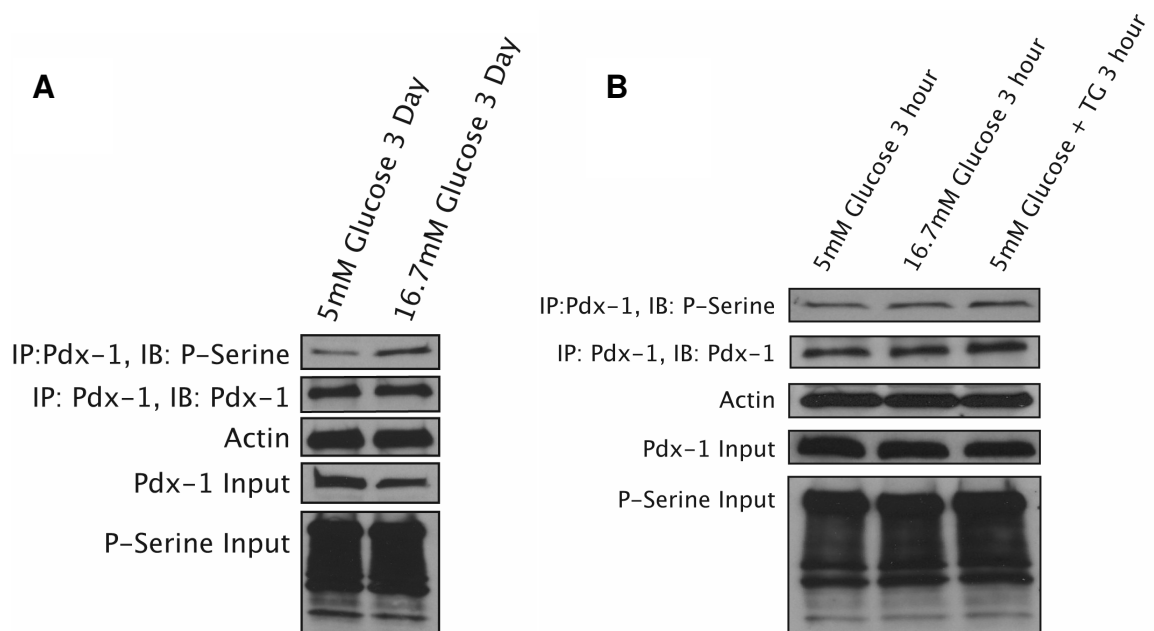 A
5mM Glucose 3 Day
16.7mM Glucose 3 Day
IP:Pdx-1, IB: P-Serine
IP: Pdx-1, IB: Pdx-1
Actin
Pdx-1 Input
P-Serine Input
B
5mM Glucose 3 hour
16.7mM Glucose 3 hour
5mM Glucose + TG 3 hour
IP:Pdx-1, IB: P-Serine
IP: Pdx-1, IB: Pdx-1
Actin
Pdx-1 Input
P-Serine Input